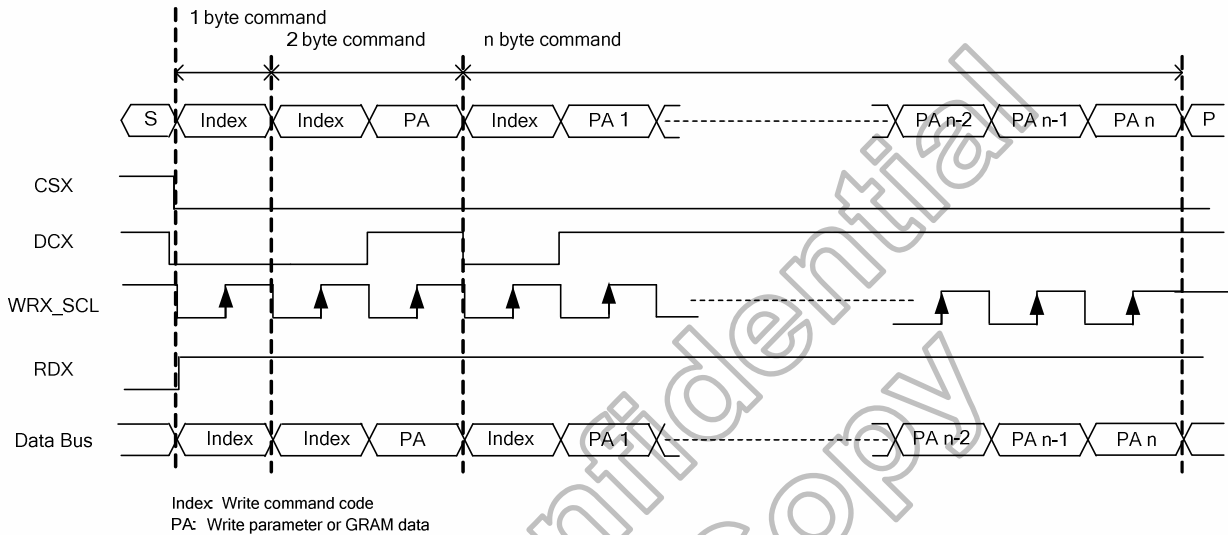 1 byte command
2 byte command
n byte command
S Index Index PA Index PA 1 PA n-2 PA n-1 PA n P
CSX
DCX
WRX_SCL
RDX
Data Bus Index Index PA Index PA 1 PA n-2 PA n-1 PA n
Index: Write command code
PA: Write parameter or GRAM data
Confidential
Copy